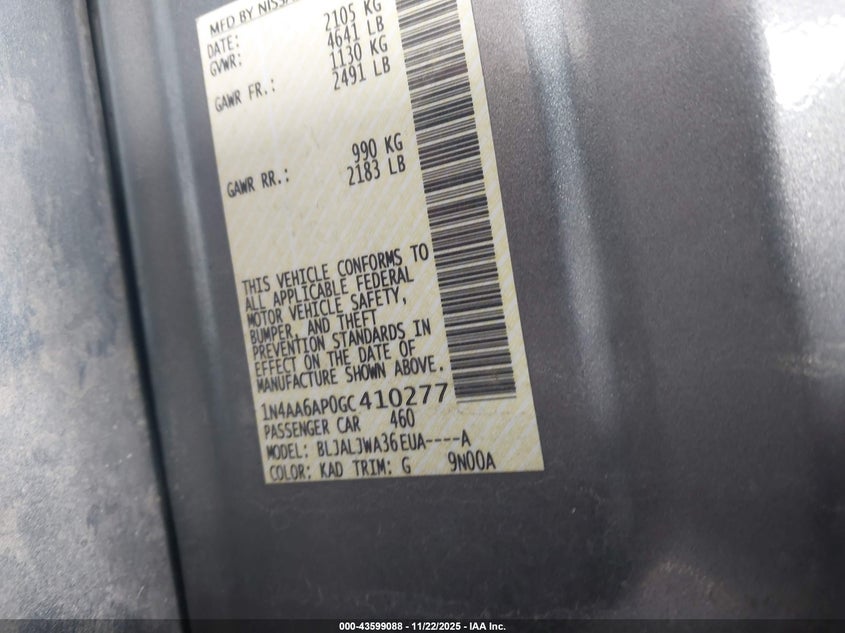 MFD BY NISSA
DATE: 2105 KG
GVWR: 4641 LB
1130 KG
GAWR FR.: 2491 LB
990 KG
GAWR RR.: 2183 LB
THIS VEHICLE CONFORMS TO
ALL APPLICABLE FEDERAL
MOTOR VEHICLE SAFETY,
BUMPER, AND THEFT
PREVENTION STANDARDS IN
EFFECT ON THE DATE OF
MANUFACTURE SHOWN ABOVE.
1N4AA6AP0GC410277
PASSENGER CAR 460
MODEL: BLJALJWA36EUA----A
COLOR: KAD TRIM: G 9N00A
000-43599088 - 11/22/2025 - IAA Inc.